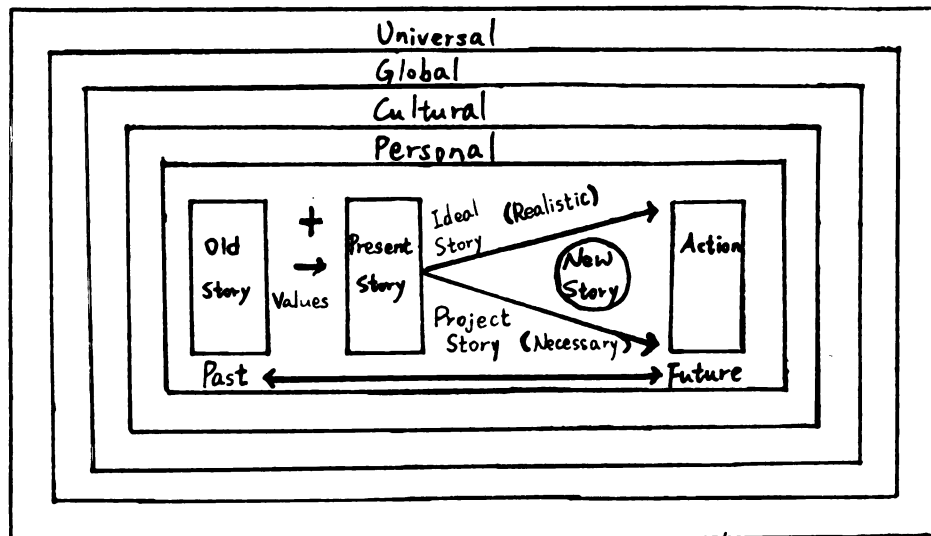 Universal
Global
Cultural
Personal
Old
Story
+
Values
Present
Story
Ideal (Realistic)
Story
New
Story
Project
Story (Necessary)
Action
Past
Future